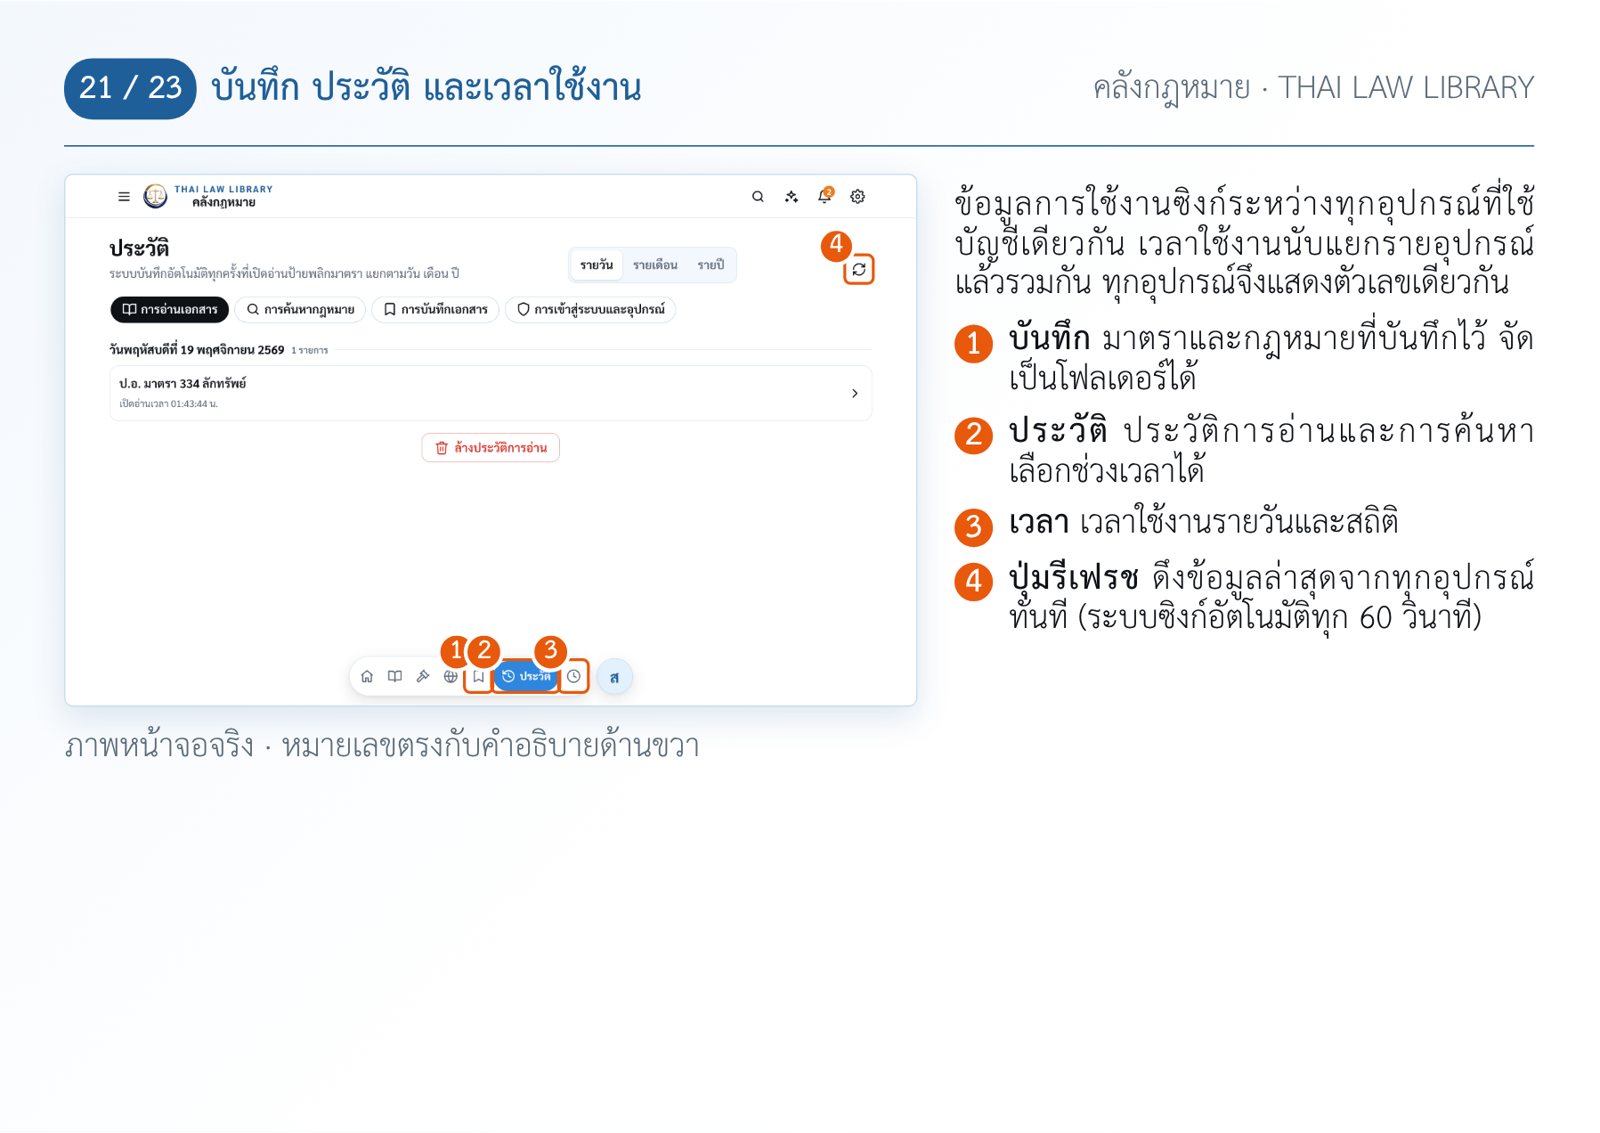 21 / 23 บันทึก ประวัติ และเวลาใช้งาน
คลังกฎหมาย · THAI LAW LIBRARY
THAI LAW LIBRARY
คลังกฎหมาย
2
ประวัติ
ระบบบันทึกอัตโนมัติทุกครั้งที่เปิดอ่านป้ายพลิกมาตรา แยกตามวัน เดือน ปี
รายวัน รายเดือน รายปี
4
การอ่านเอกสาร การค้นหากฎหมาย การบันทึกเอกสาร การเข้าสู่ระบบและอุปกรณ์
วันพฤหัสบดีที่ 19 พฤศจิกายน 2569 1 รายการ
ป.อ. มาตรา 334 ลักทรัพย์
เปิดอ่านเวลา 01:43:44 น.
ล้างประวัติการอ่าน
1 2 3
ประวัติ
ส
ภาพหน้าจอจริง · หมายเลขตรงกับคำอธิบายด้านขวา
ข้อมูลการใช้งานซิงก์ระหว่างทุกอุปกรณ์ที่ใช้
บัญชีเดียวกัน เวลาใช้งานนับแยกรายอุปกรณ์
แล้วรวมกัน ทุกอุปกรณ์จึงแสดงตัวเลขเดียวกัน
1 บันทึก มาตราและกฎหมายที่บันทึกไว้ จัด
เป็นโฟลเดอร์ได้
2 ประวัติ ประวัติการอ่านและการค้นหา
เลือกช่วงเวลาได้
3 เวลา เวลาใช้งานรายวันและสถิติ
4 ปุ่มรีเฟรช ดึงข้อมูลล่าสุดจากทุกอุปกรณ์
ทันที (ระบบซิงก์อัตโนมัติทุก 60 วินาที)